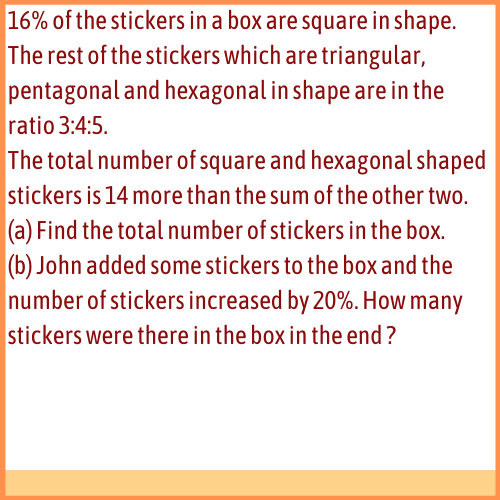 16% of the stickers in a box are square in shape.
The rest of the stickers which are triangular,
pentagonal and hexagonal in shape are in the
ratio 3:4:5.
The total number of square and hexagonal shaped
stickers is 14 more than the sum of the other two.
(a) Find the total number of stickers in the box.
(b) John added some stickers to the box and the
number of stickers increased by 20%. How many
stickers were there in the box in the end ?